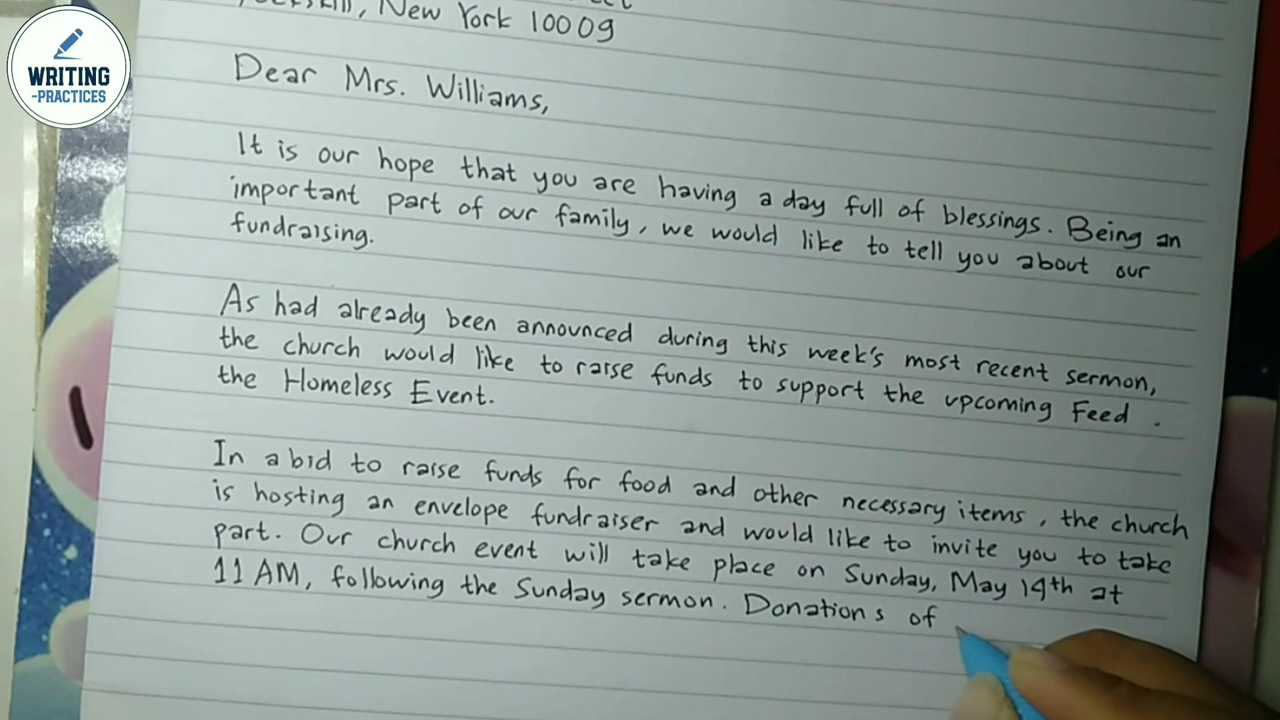 WRITING
-PRACTICES
New York 10009
Dear Mrs. Williams,
It is our hope that you are having a day full of blessings. Being an
important part of our family, we would like to tell you about our
fundraising.
As had already been announced during this week's most recent sermon,
the church would like to raise funds to support the upcoming Feed.
the Homeless Event.
In a bid to raise funds for food and other necessary items, the church
is hosting an envelope fundraiser and would like to invite you to take
part. Our church event will take place on Sunday, May 14th at
11 AM, following the Sunday sermon. Donations of